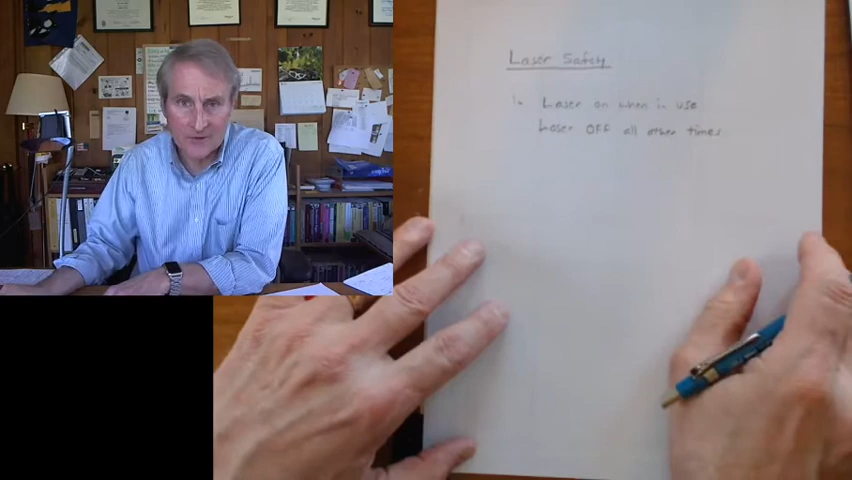 Laser Safety
1. Laser on when in use
Laser OFF all other times